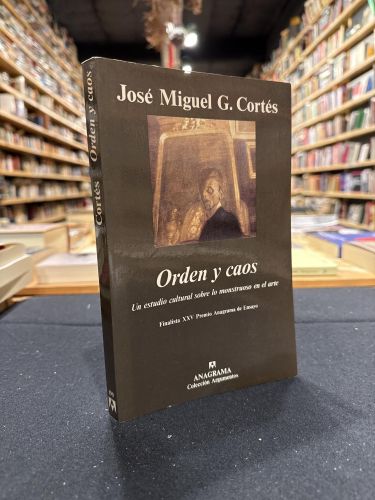 José Miguel G. Cortés
Orden y caos
Un estudio cultural sobre lo monstruoso en el arte
Finalista XXV Premio Anagrama de Ensayo
ANAGRAMA
Colección Argumentos
Cortés Orden y caos